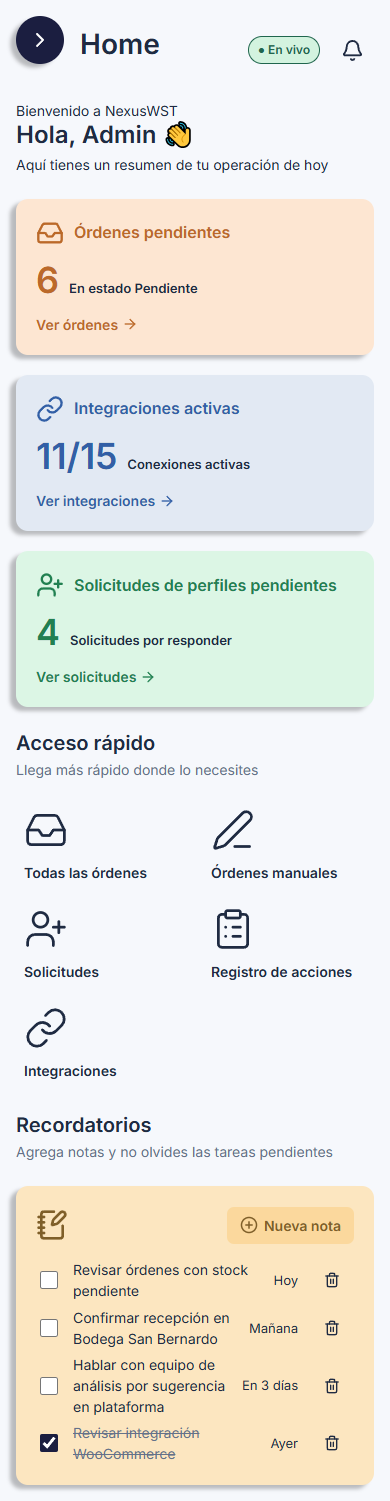 Home
• En vivo
Bienvenido a NexusWST
Hola, Admin 👋
Aquí tienes un resumen de tu operación de hoy
Órdenes pendientes
6 En estado Pendiente
Ver órdenes →
Integraciones activas
11/15 Conexiones activas
Ver integraciones →
Solicitudes de perfiles pendientes
4 Solicitudes por responder
Ver solicitudes →
Acceso rápido
Llega más rápido donde lo necesites
Todas las órdenes
Órdenes manuales
Solicitudes
Registro de acciones
Integraciones
Recordatorios
Agrega notas y no olvides las tareas pendientes
Nueva nota
Revisar órdenes con stock
pendiente
Hoy
Confirmar recepción en
Bodega San Bernardo
Mañana
Hablar con equipo de
análisis por sugerencia
en plataforma
En 3 días
Revisar integración
WooCommerce
Ayer